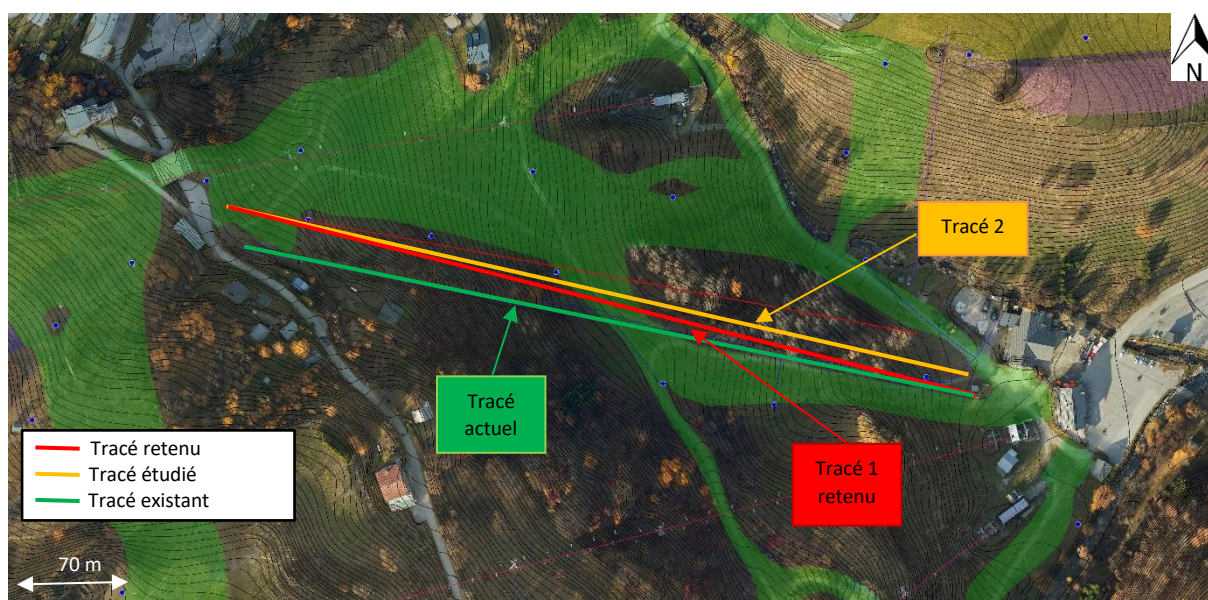 N
Tracé 2
Tracé
actuel
Tracé 1
retenu
Tracé retenu
Tracé étudié
Tracé existant
70 m